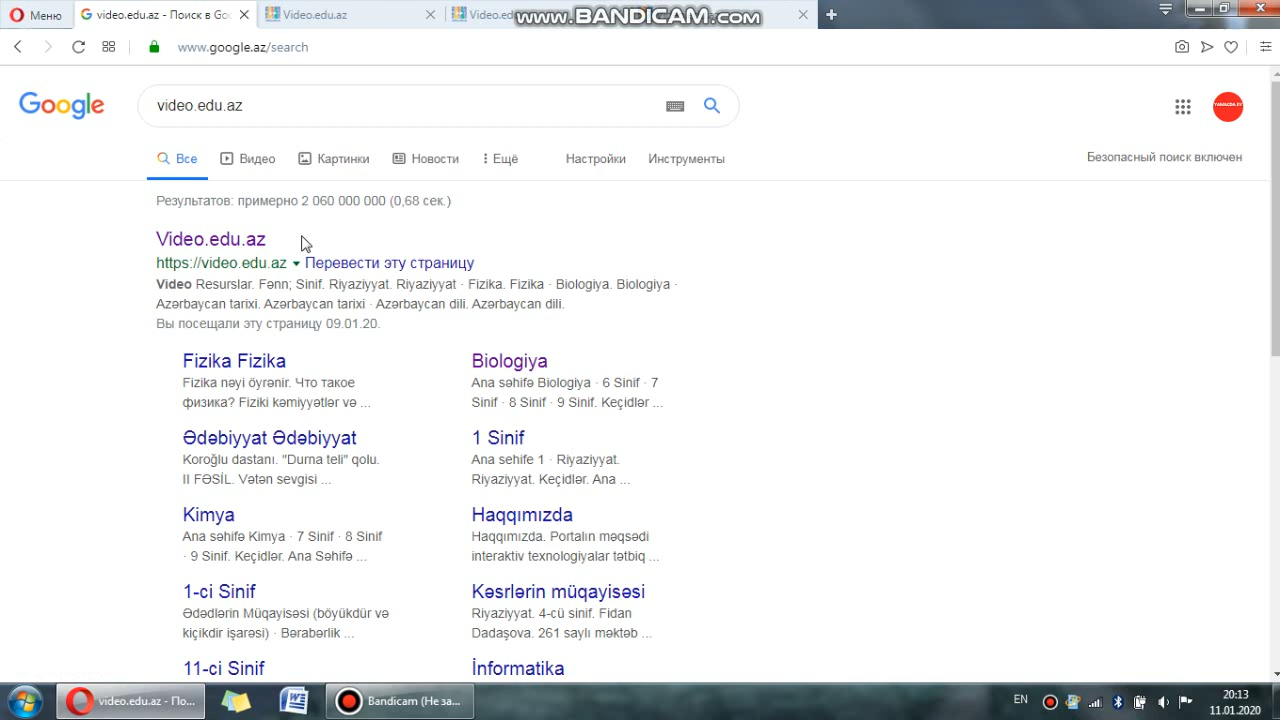 Меню
video.edu.az - Поиск в Goo
Video.edu.az
Video.edu
www.BANDICAM.com
www.google.az/search
Google
video.edu.az
YAMACDA EV
Все
Видео
Картинки
Новости
Ещё
Настройки
Инструменты
Безопасный поиск включен
Результатов: примерно 2 060 000 000 (0,68 сек.)
Video.edu.az
https://video.edu.az ▾ Перевести эту страницу
Video Resurslar. Fənn; Sinif. Riyaziyyat. Riyaziyyat · Fizika. Fizika · Biologiya. Biologiya ·
Azərbaycan tarixi. Azərbaycan tarixi · Azərbaycan dili. Azərbaycan dili.
Вы посещали эту страницу 09.01.20.
Fizika Fizika
Fizika nəyi öyrənir. Что такое
физика? Fiziki kəmiyyətlər və ...
Biologiya
Ana səhifə Biologiya · 6 Sinif · 7
Sinif · 8 Sinif · 9 Sinif. Keçidlər ...
Ədəbiyyat Ədəbiyyat
Koroğlu dastanı. "Durna teli" qolu.
II FƏSİL. Vətən sevgisi ...
1 Sinif
Ana sehife 1 · Riyaziyyat.
Riyaziyyat. Keçidlər. Ana ...
Kimya
Ana səhifə Kimya · 7 Sinif · 8 Sinif
· 9 Sinif. Keçidlər. Ana Səhifə ...
Haqqımızda
Haqqımızda. Portalın məqsədi
interaktiv texnologiyalar tətbiq ...
1-ci Sinif
Ədədlərin Müqayisəsi (böyükdür və
kiçikdir işarəsi) · Bərabərlik ...
Kəsrlərin müqayisəsi
Riyaziyyat. 4-cü sinif. Fidan
Dadaşova. 261 saylı məktəb ...
11-ci Sinif
İnformatika
video.edu.az - По...
Bandicam (Не за...
EN
20:13
11.01.2020